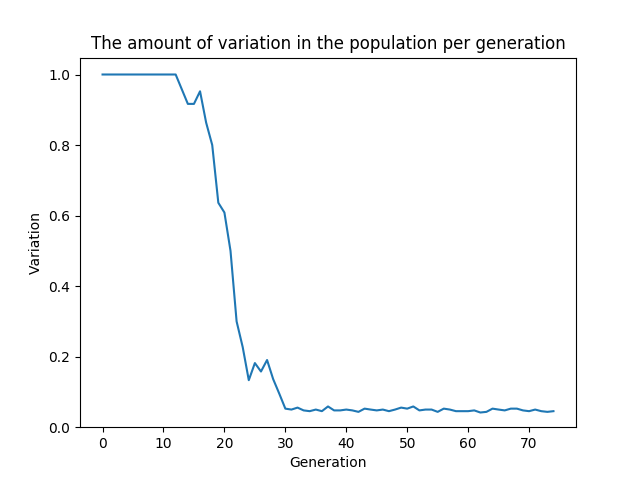 The amount of variation in the population per generation
1.0
0.8
0.6
0.4
0.2
0.0
Variation
0 10 20 30 40 50 60 70
Generation